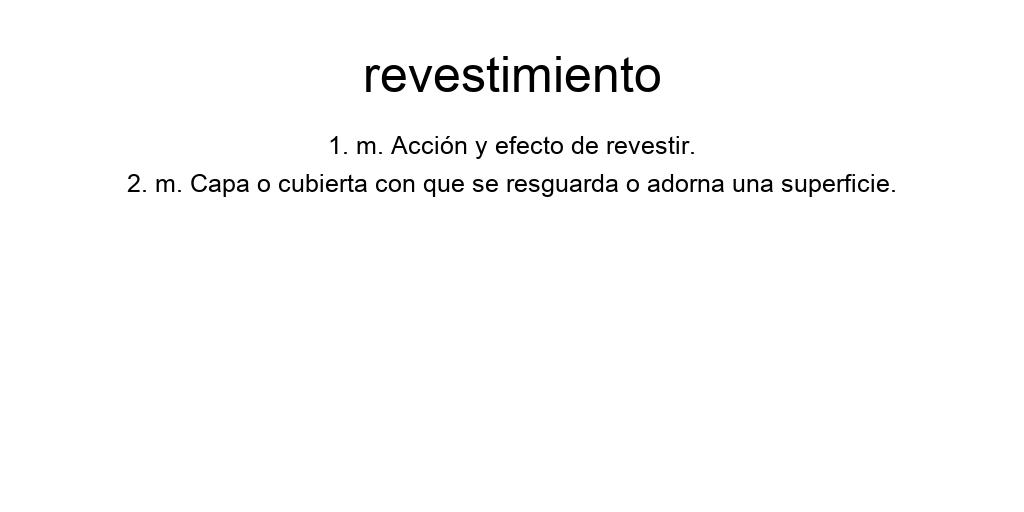 revestimiento
1. m. Acción y efecto de revestir.
2. m. Capa o cubierta con que se resguarda o adorna una superficie.